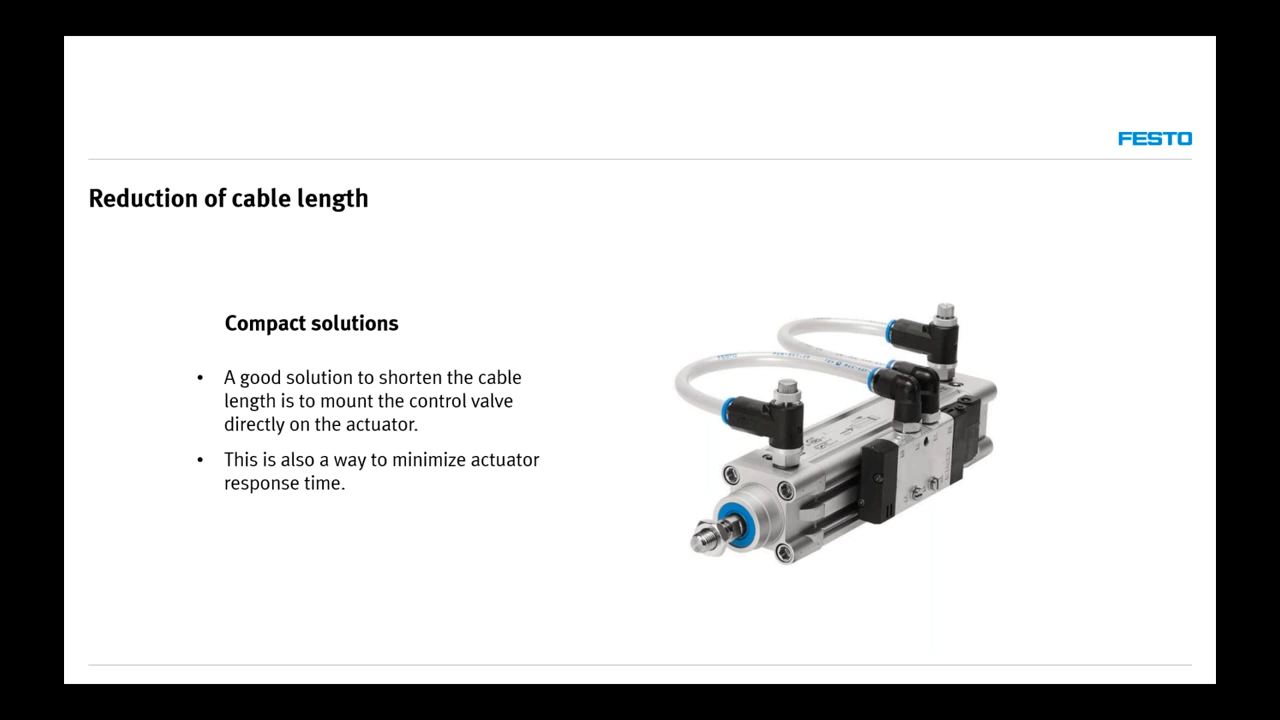 FESTO
Reduction of cable length
Compact solutions
• A good solution to shorten the cable
length is to mount the control valve
directly on the actuator.
• This is also a way to minimize actuator
response time.
FESTO